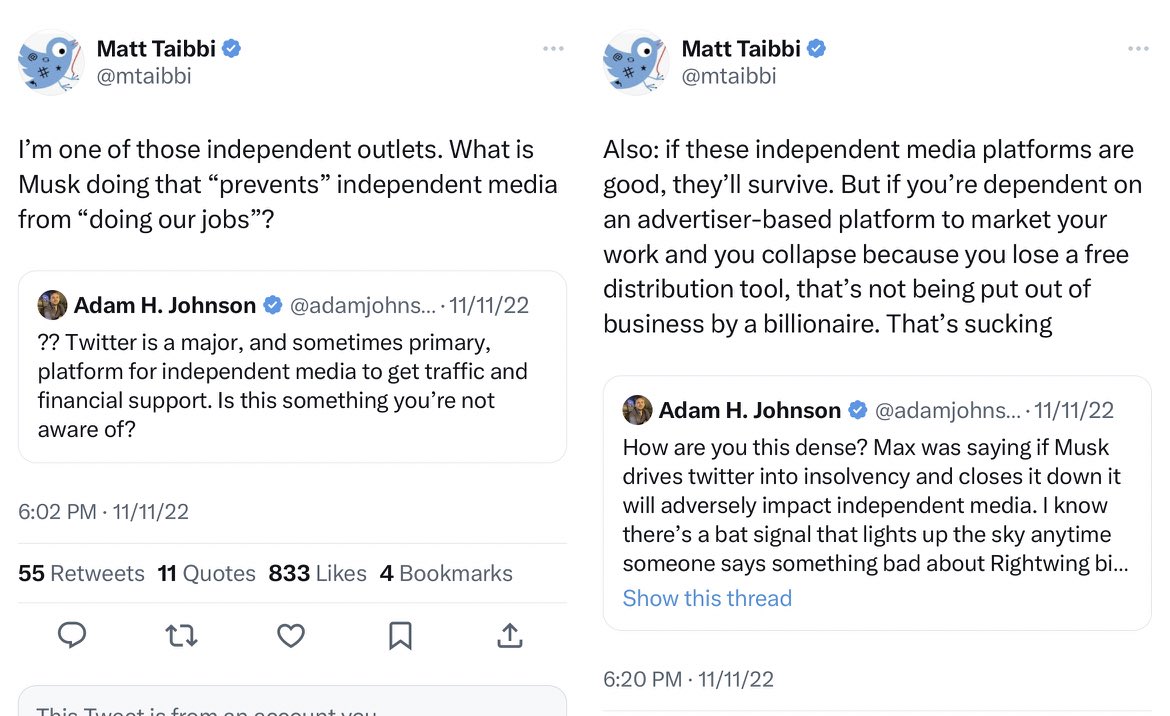 Matt Taibbi
@mtaibbi
I’m one of those independent outlets. What is
Musk doing that “prevents” independent media
from “doing our jobs”?
Adam H. Johnson @adamjohns... · 11/11/22
?? Twitter is a major, and sometimes primary,
platform for independent media to get traffic and
financial support. Is this something you’re not
aware of?
6:02 PM · 11/11/22
55 Retweets 11 Quotes 833 Likes 4 Bookmarks
This Tweet is from an account you
Matt Taibbi
@mtaibbi
Also: if these independent media platforms are
good, they’ll survive. But if you’re dependent on
an advertiser-based platform to market your
work and you collapse because you lose a free
distribution tool, that’s not being put out of
business by a billionaire. That’s sucking
Adam H. Johnson @adamjohns... · 11/11/22
How are you this dense? Max was saying if Musk
drives twitter into insolvency and closes it down it
will adversely impact independent media. I know
there’s a bat signal that lights up the sky anytime
someone says something bad about Rightwing bi...
Show this thread
6:20 PM · 11/11/22